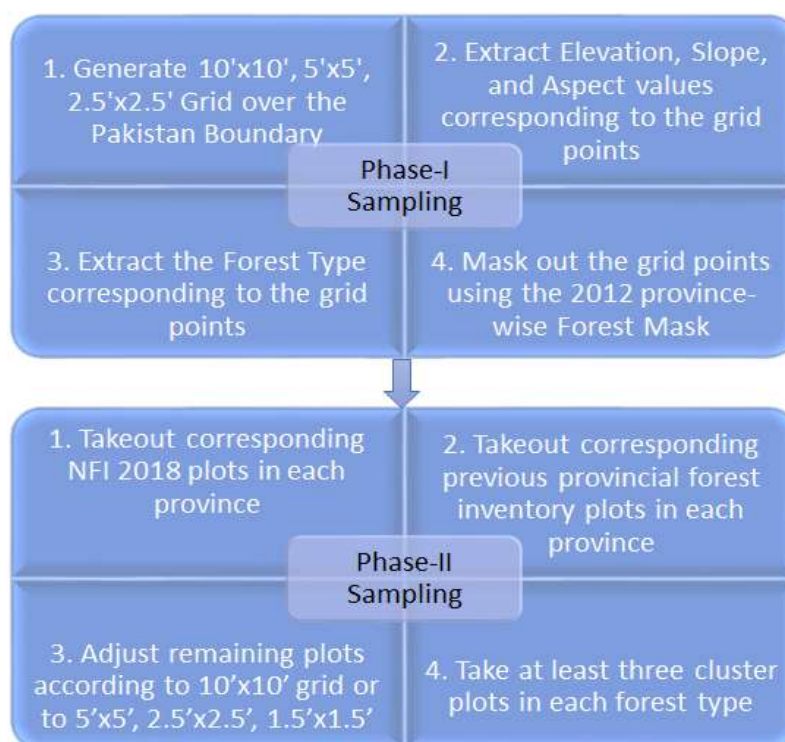 1. Generate 10'x10', 5'x5',
2.5'x2.5' Grid over the
Pakistan Boundary
2. Extract Elevation, Slope,
and Aspect values
corresponding to the grid
points
Phase-I
Sampling
3. Extract the Forest Type
corresponding to the grid
points
4. Mask out the grid points
using the 2012 province-
wise Forest Mask
1. Takeout corresponding
NFI 2018 plots in each
province
2. Takeout corresponding
previous provincial forest
inventory plots in each
province
Phase-II
Sampling
3. Adjust remaining plots
according to 10’x10’ grid or
to 5’x5’, 2.5’x2.5’, 1.5’x1.5’
4. Take at least three cluster
plots in each forest type